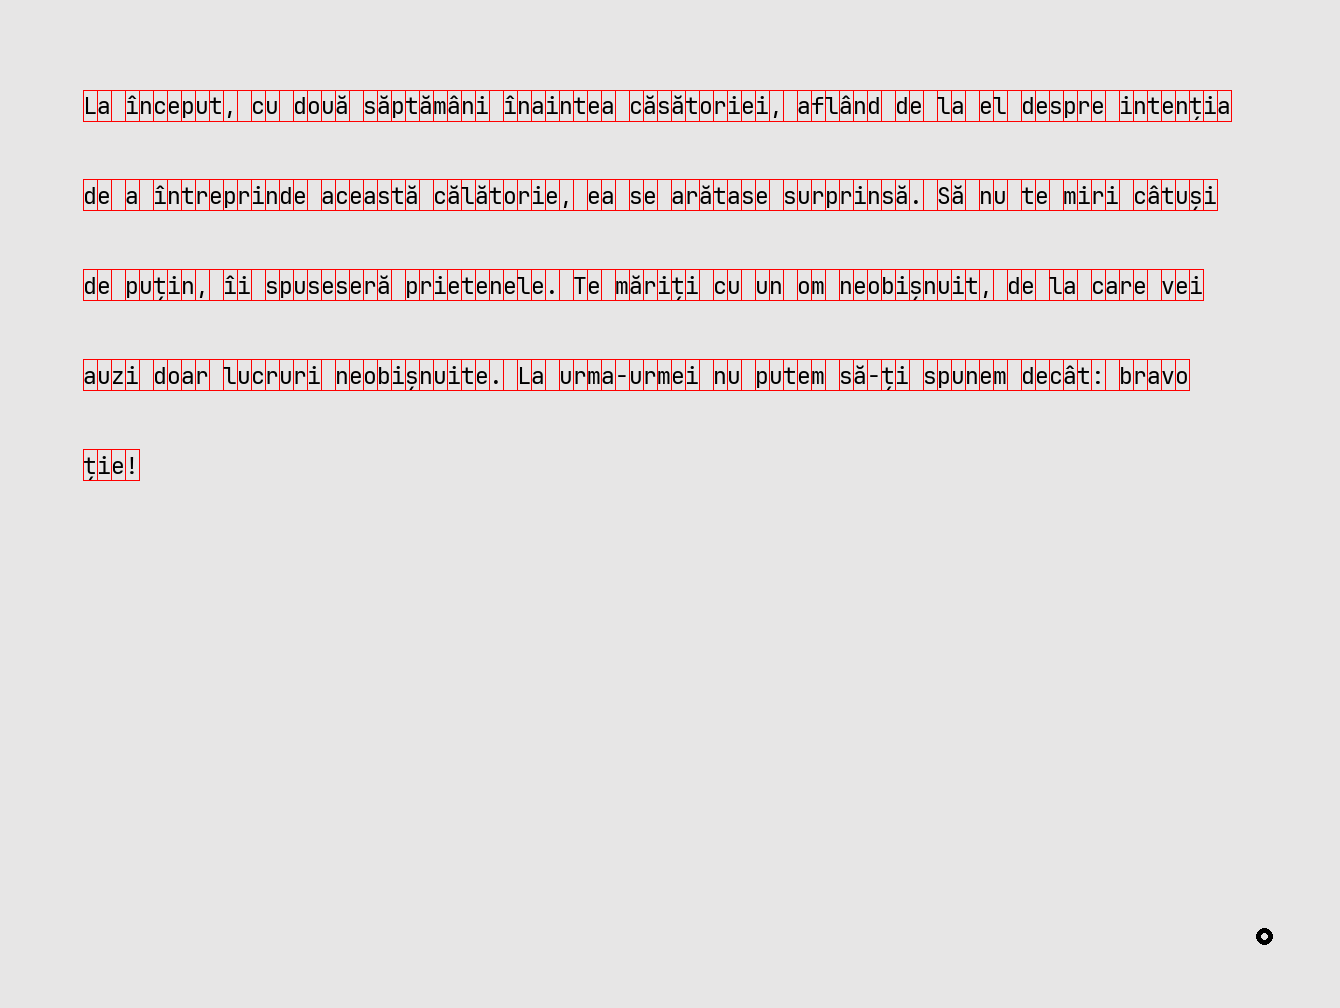 La început, cu două săptămâni înaintea căsătoriei, aflând de la el despre intenția
de a întreprinde această călătorie, ea se arătase surprinsă. Să nu te miri câtuși
de puțin, îi spuseseră prietenele. Te măriți cu un om neobișnuit, de la care vei
auzi doar lucruri neobișnuite. La urma-urmei nu putem să-ți spunem decât: bravo
ție!